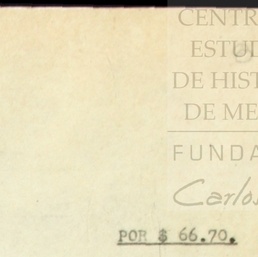 CENTR
ESTUD
DE HIST
DE ME
FUNDA
Carlos
POR $ 66.70.